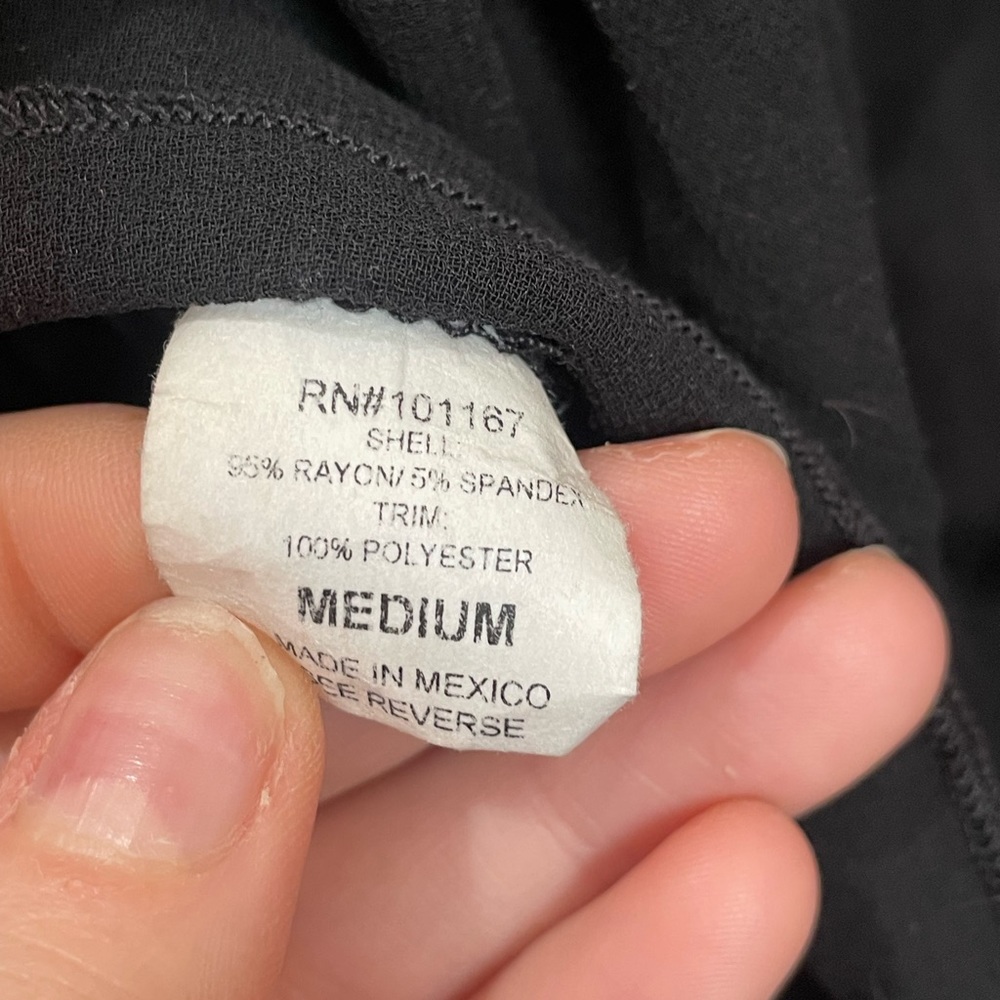 RN#101167
SHELL:
95% RAYON/5% SPANDEX
TRIM:
100% POLYESTER
MEDIUM
MADE IN MEXICO
SEE REVERSE